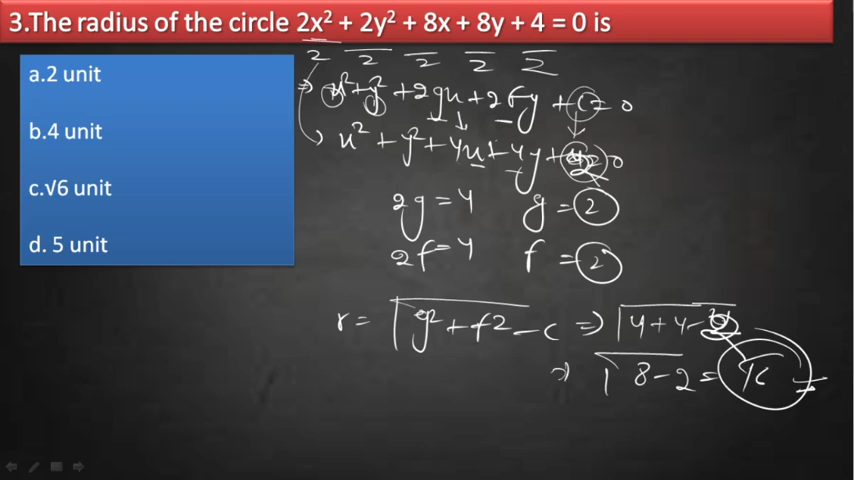 3.The radius of the circle 2x² + 2y² + 8x + 8y + 4 = 0 is
a.2 unit
b.4 unit
c.√6 unit
d. 5 unit
2 2 2 2 2
⇒ x² + y² + 2gx + 2fy + c = 0
x² + y² + 4x + 4y + 2 = 0
2g = 4 g = 2
2f = 4 f = 2
r = √g² + f² - c ⇒ √4 + 4 - 2
⇒ √8 - 2 = √6